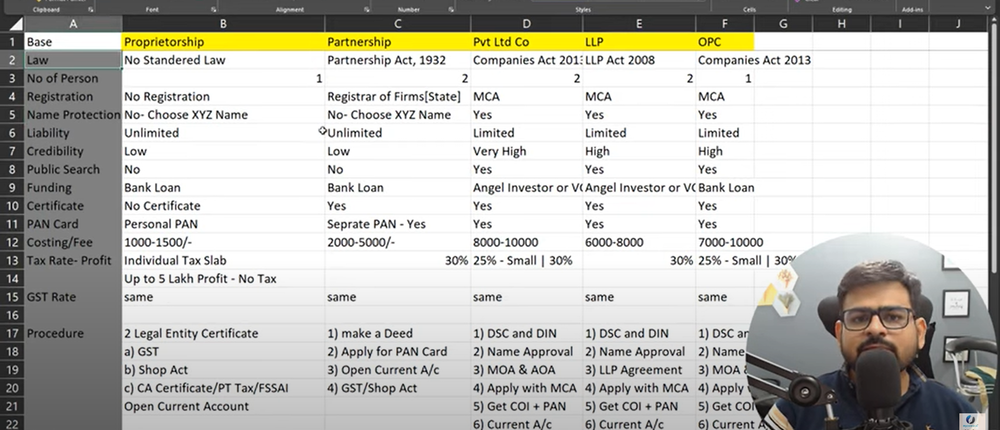 Clipboard Font Alignment Number Styles Cells Editing Add-ins
A B C D E F G H I J
1 Base Proprietorship Partnership Pvt Ltd Co LLP OPC
2 Law No Standered Law Partnership Act, 1932 Companies Act 201 LLP Act 2008 Companies Act 2013
3 No of Person 1 2 2 2 1
4 Registration No Registration Registrar of Firms[State] MCA MCA MCA
5 Name Protection No- Choose XYZ Name No- Choose XYZ Name Yes Yes Yes
6 Liability Unlimited Unlimited Limited Limited Limited
7 Credibility Low Low Very High High High
8 Public Search No No Yes Yes Yes
9 Funding Bank Loan Bank Loan Angel Investor or V Angel Investor or V Bank Loan
10 Certificate No Certificate Yes Yes Yes Yes
11 PAN Card Personal PAN Seprate PAN - Yes Yes Yes Yes
12 Costing/Fee 1000-1500/- 2000-5000/- 8000-10000 6000-8000 7000-10000
13 Tax Rate- Profit Individual Tax Slab 30% 25% - Small | 30% 30% 25% - Small | 30%
14 Up to 5 Lakh Profit - No Tax
15 GST Rate same same same same same
16
17 Procedure 2 Legal Entity Certificate 1) make a Deed 1) DSC and DIN 1) DSC and DIN 1) DSC
18 a) GST 2) Apply for PAN Card 2) Name Approval 2) Name Approval 2) Name
19 b) Shop Act 3) Open Current A/c 3) MOA & AOA 3) LLP Agreement 3) MOA
20 c) CA Certificate/PT Tax/FSSAI 4) GST/Shop Act 4) Apply with MCA 4) Apply with MCA 4) Apply
21 Open Current Account 5) Get COI + PAN 5) Get COI + PAN 5) Get COI
22 6) Current A/c 6) Current A/c 6) Current